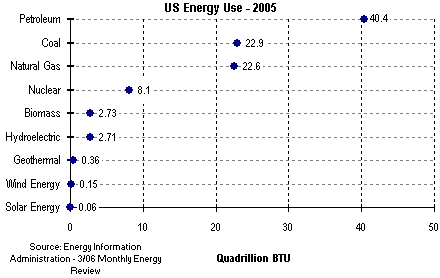 US Energy Use - 2005
Petroleum 40.4
Coal 22.9
Natural Gas 22.6
Nuclear 8.1
Biomass 2.73
Hydroelectric 2.71
Geothermal 0.36
Wind Energy 0.15
Solar Energy 0.06
0 10 20 30 40 50
Source: Energy Information
Administration - 3/06 Monthly Energy
Review
Quadrillion BTU